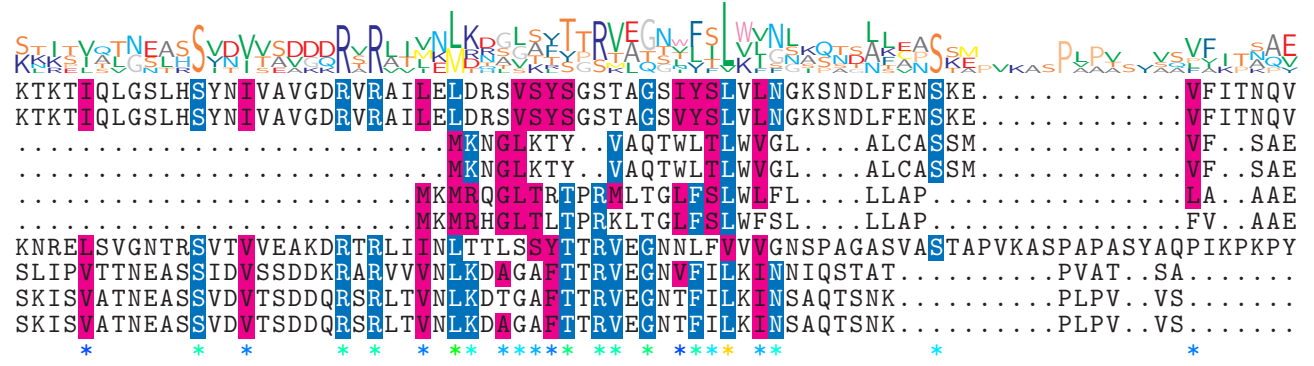 KTKTIQLGSLHSYNIVAVGDRVRAILELDRSVSYSGSTAGSIYSLVLNGKSNDLFENSKE.............VFITNQV
KTKTIQLGSLHSYNIVAVGDRVRAILELDRSVSYSGSTAGSVYSLVLNGKSNDLFENSKE.............VFITNQV
...........................MKNGLKTY..VAQTWLTLWVGL....ALCASSM.............VF..SAE
...........................MKNGLKTY..VAQTWLTLWVGL....ALCASSM.............VF..SAE
.........................MKMRQGLTRTPRMLTGLFSLWLFL....LLAP................LA..AAE
.........................MKMRHGLTLTPRKLTGLFSLWFSL....LLAP................FV..AAE
KNRELSVGNTRSVTVVEAKDRTRLIINLTTLSSYTTRVEGNNLFVVVGNSPAGASVASTAPVKASPAPASYAQPIKPKPY
SLIPVTTNEASSIDVSSDDKRARVVVNLKDAGAFTTRVEGNVFILKINNIQSTAT..........PVAT..SA.......
SKISVATNEASSVDVTSDDQRSRLTVNLKDTGAFTTRVEGNTFILKINSAQTSNK..........PLPV..VS.......
SKISVATNEASSVDVTSDDQRSRLTVNLKDAGAFTTRVEGNTFILKINSAQTSNK..........PLPV..VS.......
* * * * * * ** ***** ** * **** ** * *